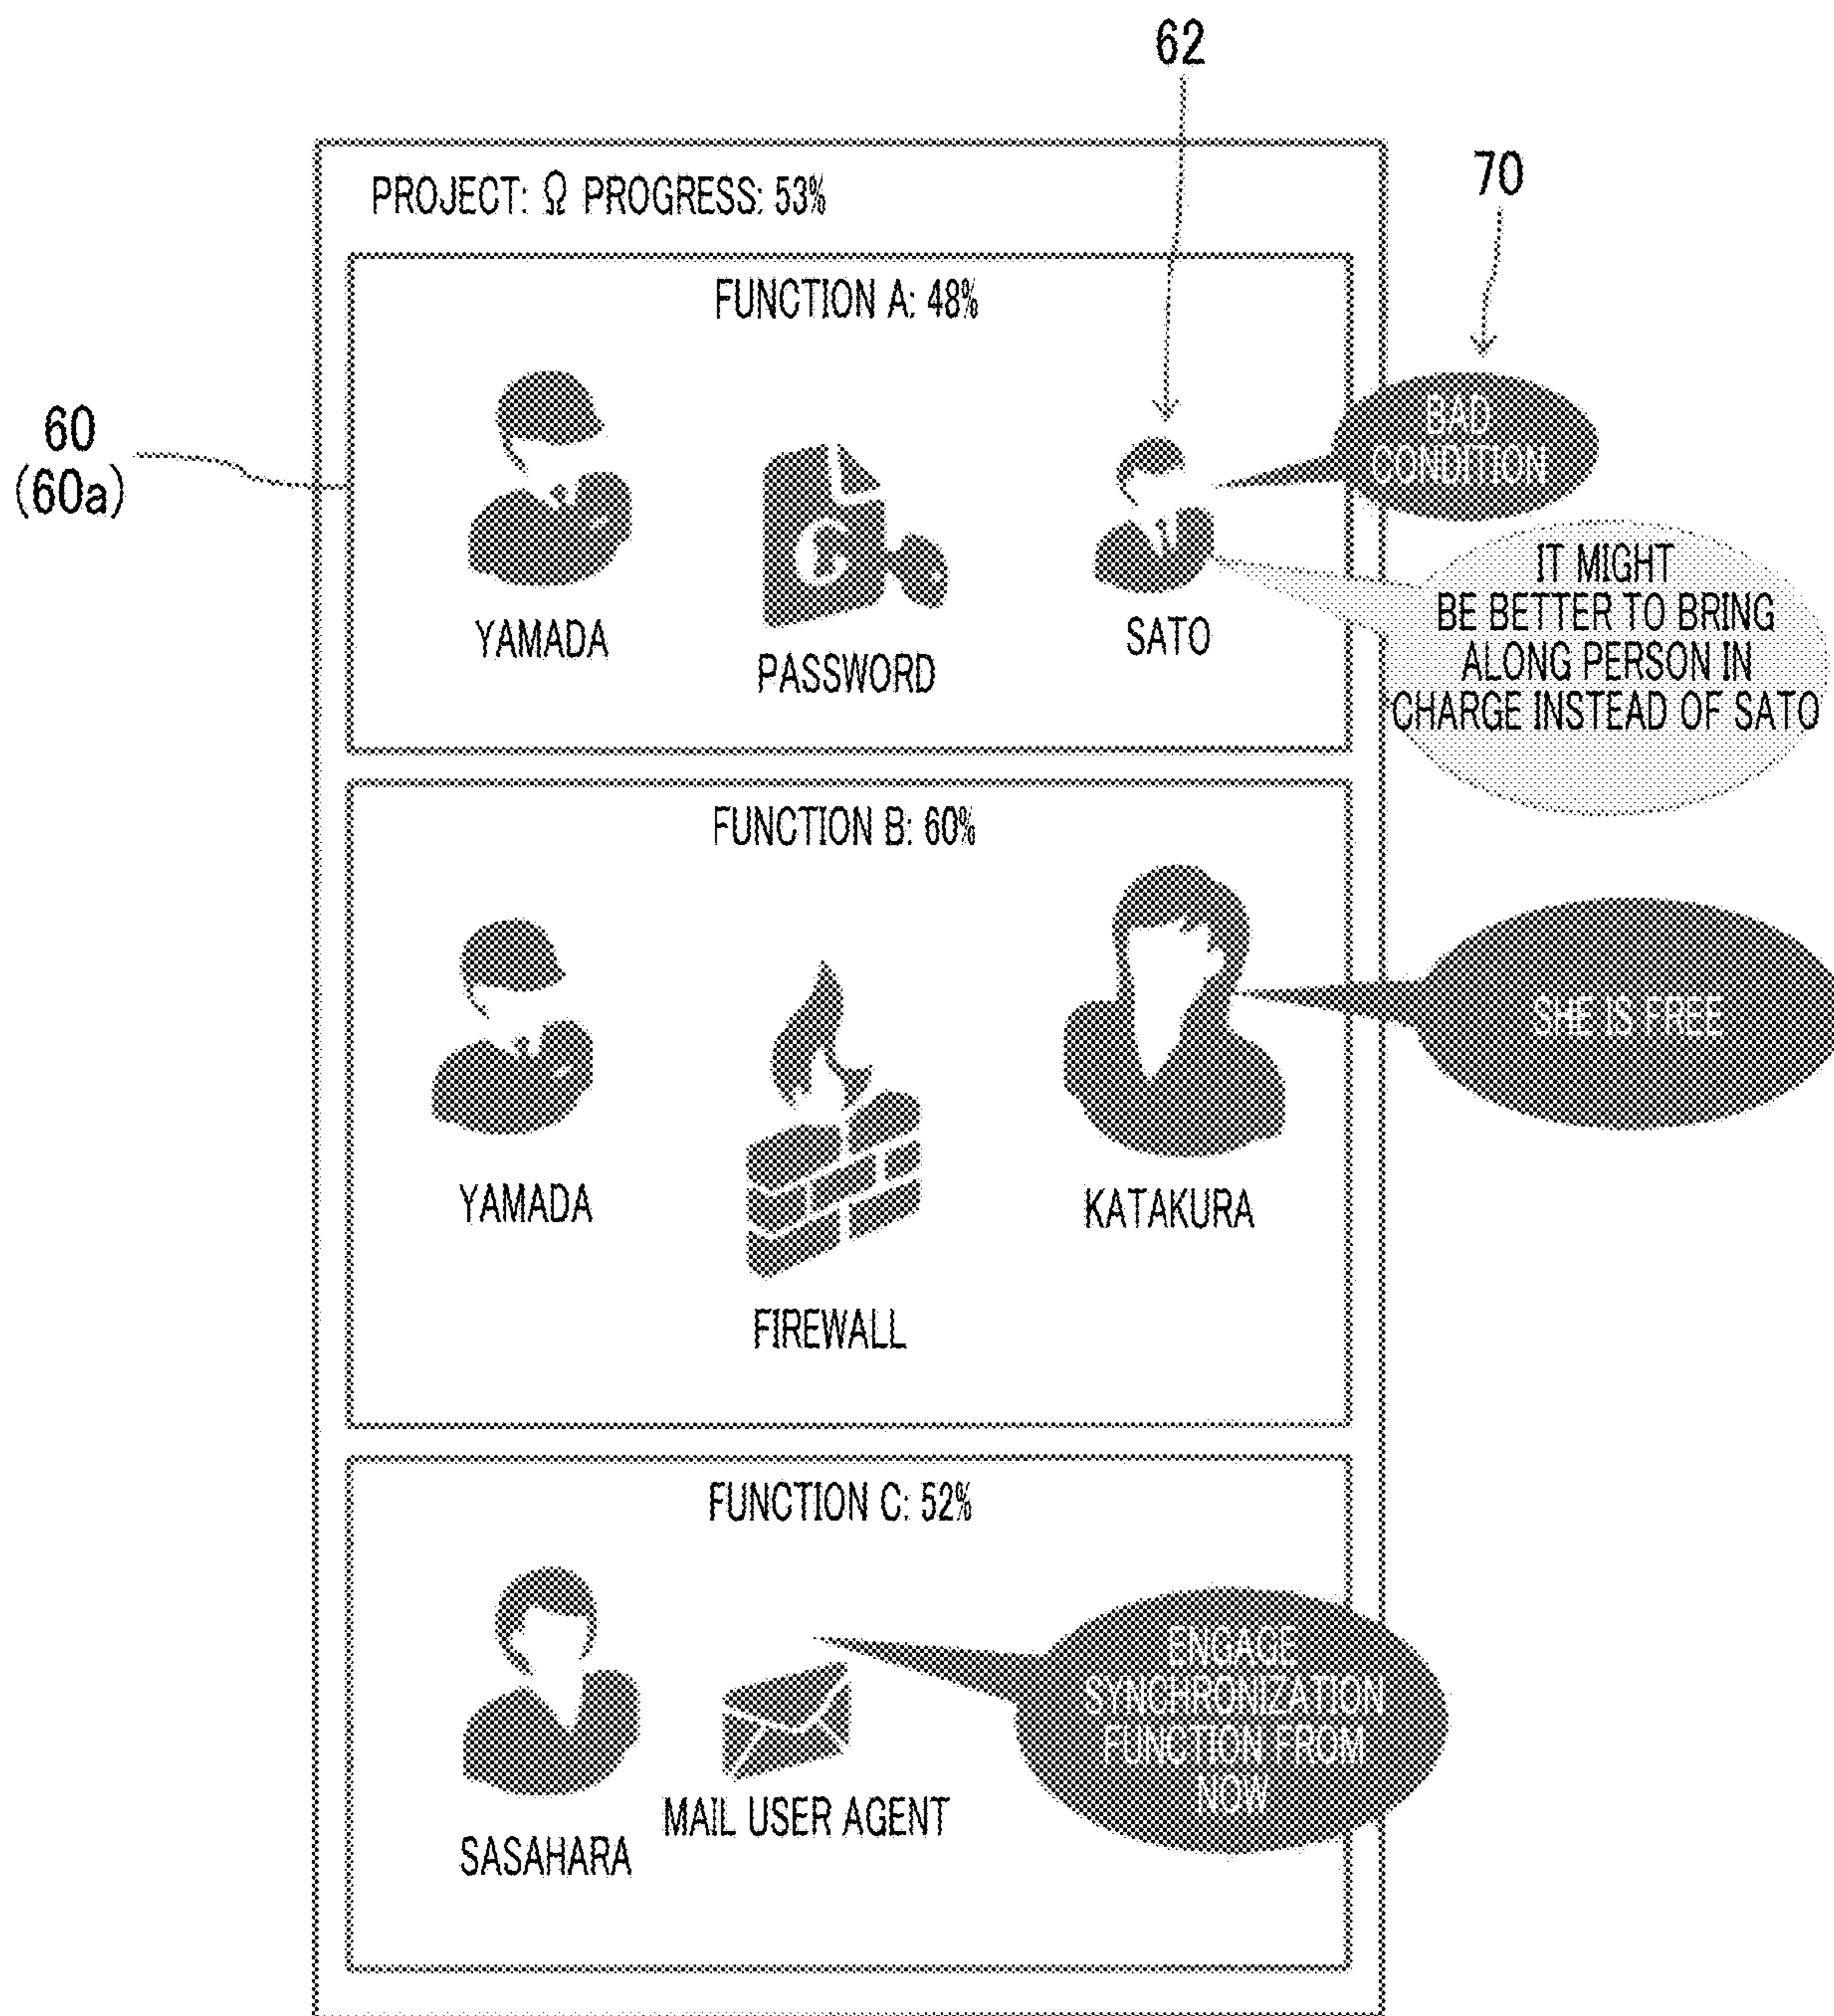 62
70
60
(60a)
PROJECT: Ω PROGRESS: 53%
FUNCTION A: 48%
YAMADA
PASSWORD
SATO
BAD
CONDITION
IT MIGHT
BE BETTER TO BRING
ALONG PERSON IN
CHARGE INSTEAD OF SATO
FUNCTION B: 60%
YAMADA
FIREWALL
KATAKURA
SHE IS FREE
FUNCTION C: 52%
SASAHARA
MAIL USER AGENT
ENGAGE
SYNCHRONIZATION
FUNCTION FROM
NOW